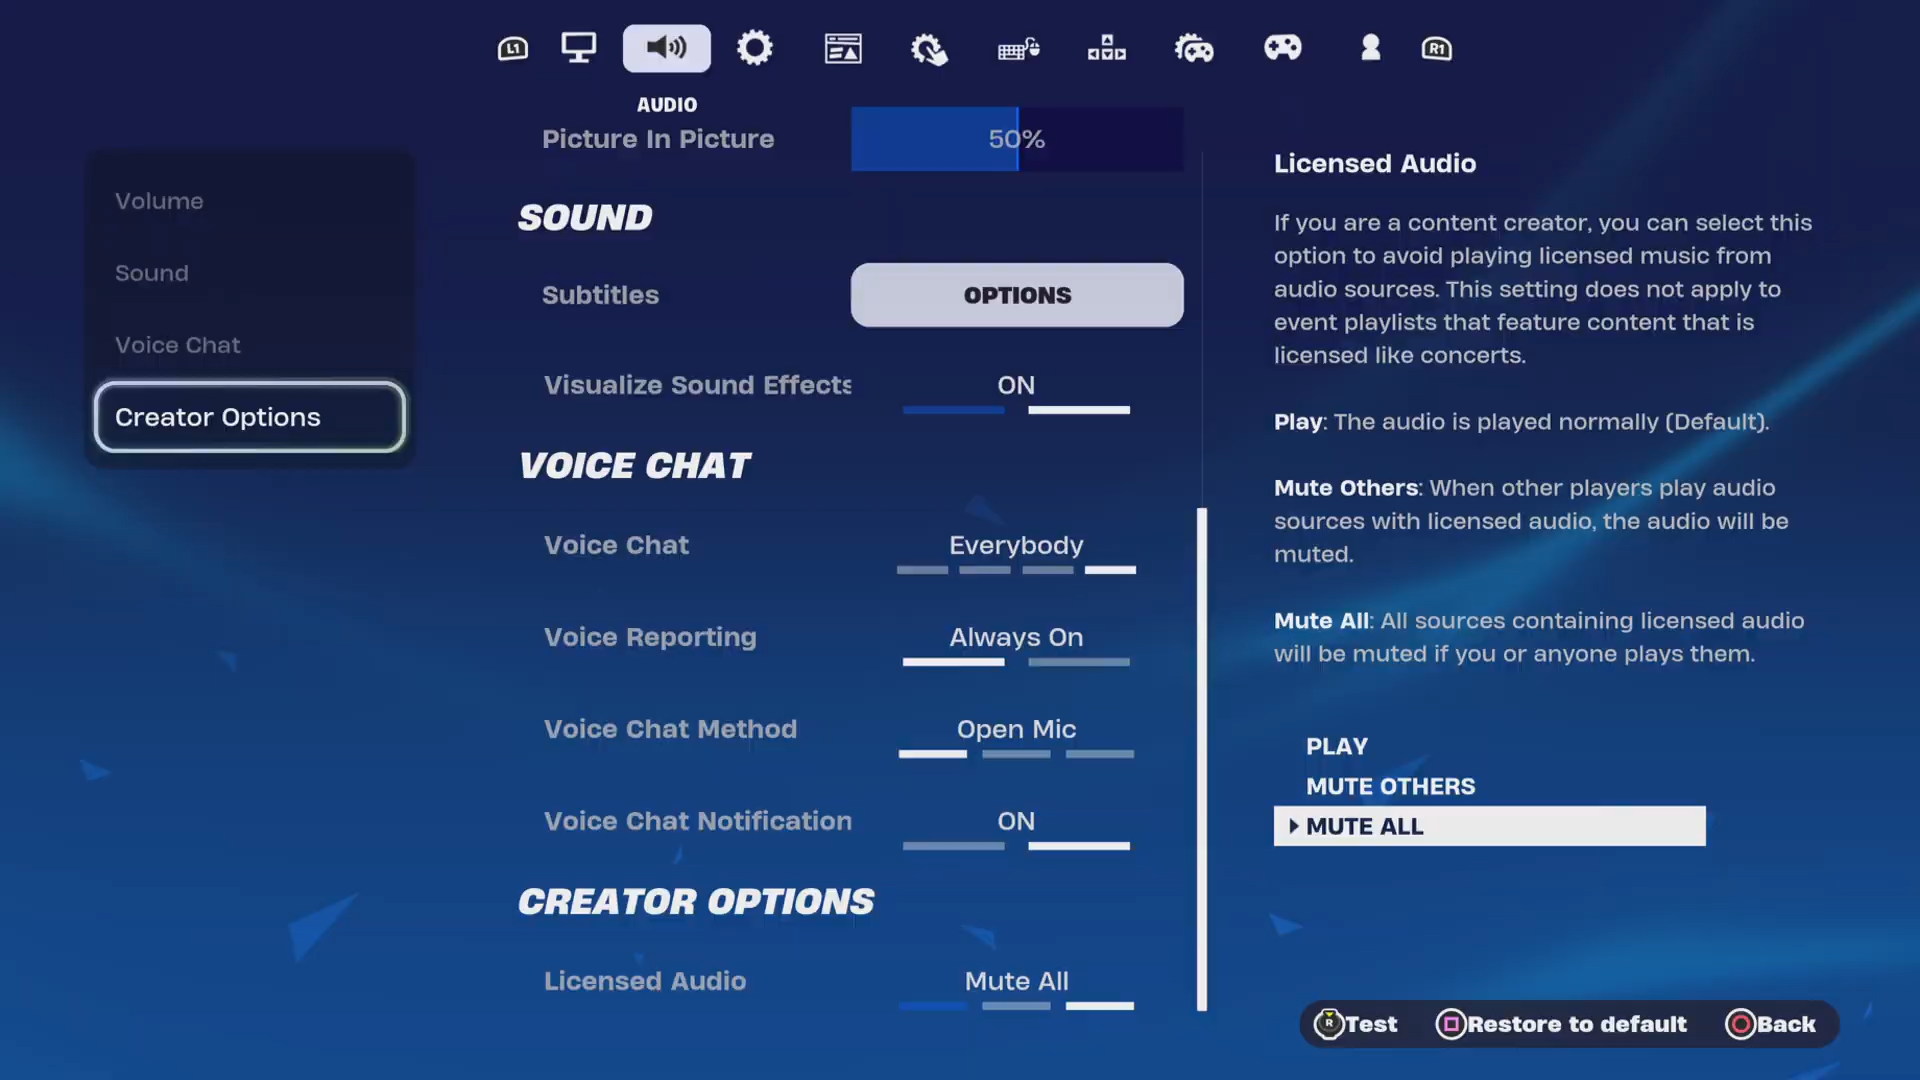 L1
R1
AUDIO
Volume
Sound
Voice Chat
Creator Options
Picture In Picture
50%
SOUND
Subtitles
OPTIONS
Visualize Sound Effects
ON
VOICE CHAT
Voice Chat
Everybody
Voice Reporting
Always On
Voice Chat Method
Open Mic
Voice Chat Notification
ON
CREATOR OPTIONS
Licensed Audio
Mute All
Licensed Audio
If you are a content creator, you can select this
option to avoid playing licensed music from
audio sources. This setting does not apply to
event playlists that feature content that is
licensed like concerts.
Play: The audio is played normally (Default).
Mute Others: When other players play audio
sources with licensed audio, the audio will be
muted.
Mute All: All sources containing licensed audio
will be muted if you or anyone plays them.
PLAY
MUTE OTHERS
MUTE ALL
R Test
Restore to default
Back